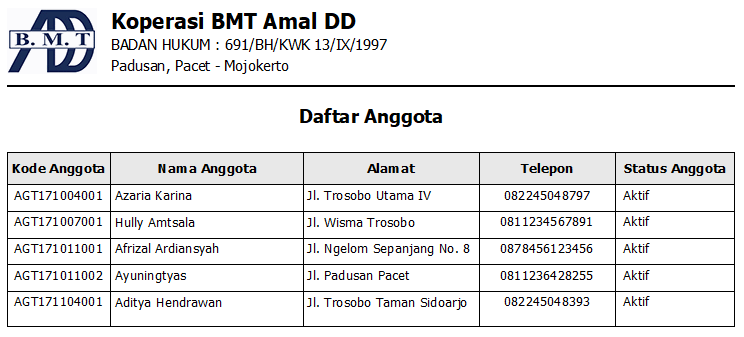 B. M. T
Koperasi BMT Amal DD
BADAN HUKUM : 691/BH/KWK 13/IX/1997
Padusan, Pacet - Mojokerto
Daftar Anggota
Kode Anggota Nama Anggota Alamat Telepon Status Anggota
AGT171004001 Azaria Karina Jl. Trosobo Utama IV 082245048797 Aktif
AGT171007001 Hully Amtsala Jl. Wisma Trosobo 0811234567891 Aktif
AGT171011001 Afrizal Ardiansyah Jl. Ngelom Sepanjang No. 8 0878456123456 Aktif
AGT171011002 Ayuningtyas Jl. Padusan Pacet 0811236428255 Aktif
AGT171104001 Aditya Hendrawan Jl. Trosobo Taman Sidoarjo 082245048393 Aktif